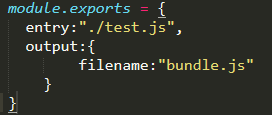 module.exports = {
entry:"./test.js",
output:{
filename:"bundle.js"
}
}